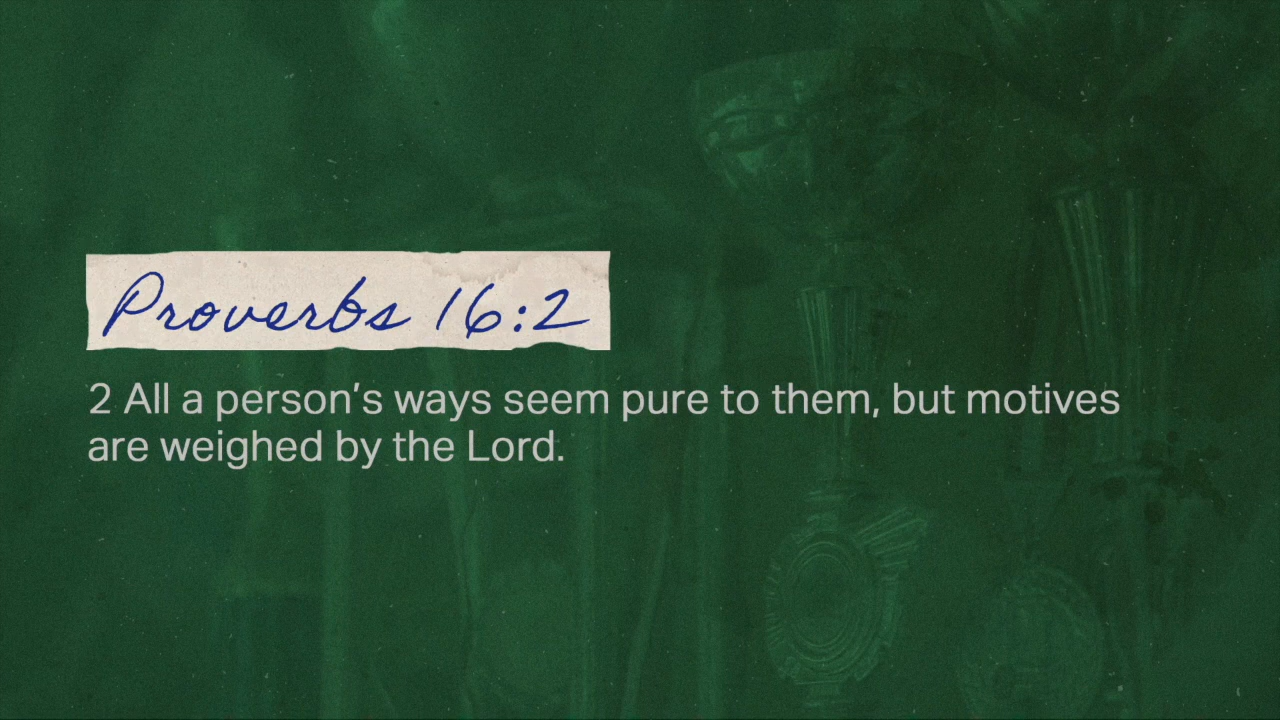 Proverbs 16:2
2 All a person's ways seem pure to them, but motives
are weighed by the Lord.